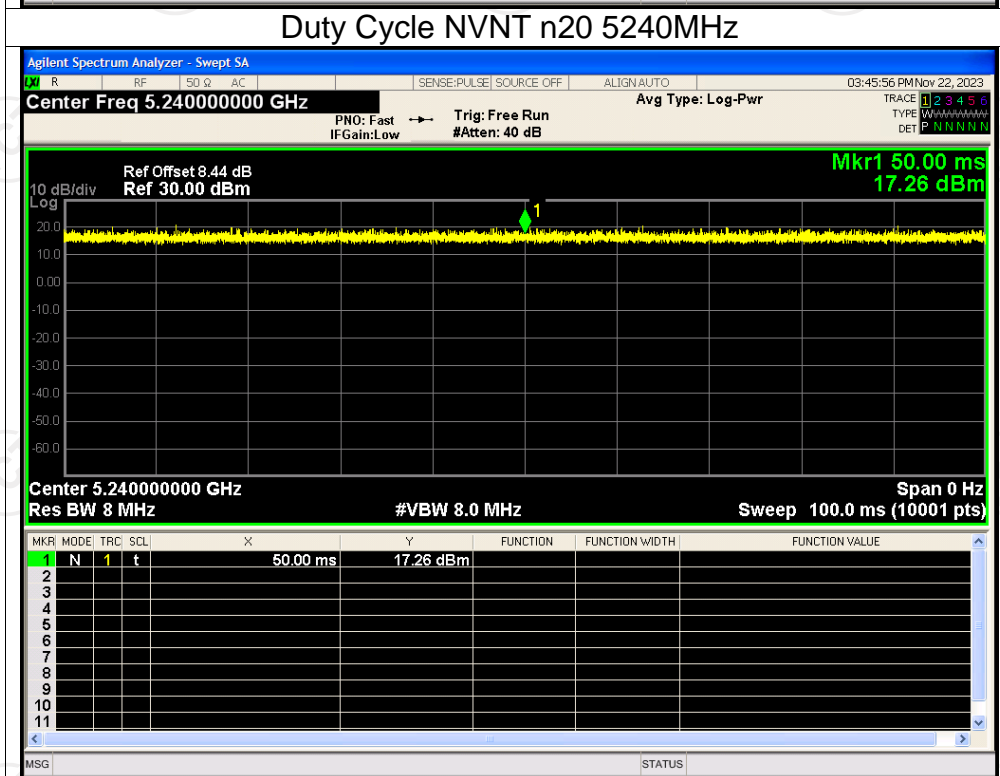 Duty Cycle NVNT n20 5240MHz
Agilent Spectrum Analyzer - Swept SA
LXI R RF 50 Ω AC SENSE:PULSE SOURCE OFF ALIGN AUTO 03:45:56 PM Nov 22, 2023
Center Freq 5.240000000 GHz
PNO: Fast
IFGain:Low
Trig: Free Run
#Atten: 40 dB
Avg Type: Log-Pwr
TRACE 1 2 3 4 5 6
TYPE W
DET P N N N N N
Mkr1 50.00 ms
17.26 dBm
Ref Offset 8.44 dB
10 dB/div Ref 30.00 dBm
Log
1
20.0
10.0
0.00
-10.0
-20.0
-30.0
-40.0
-50.0
-60.0
Center 5.240000000 GHz Span 0 Hz
Res BW 8 MHz #VBW 8.0 MHz Sweep 100.0 ms (10001 pts)
MKR MODE TRC SCL X Y FUNCTION FUNCTION WIDTH FUNCTION VALUE
1 N 1 t 50.00 ms 17.26 dBm
2
3
4
5
6
7
8
9
10
11
MSG STATUS